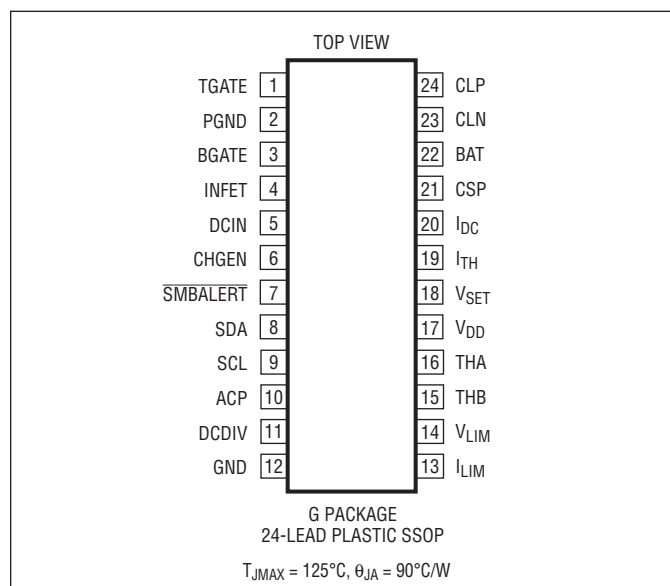 TOP VIEW
TGATE 1 24 CLP
PGND 2 23 CLN
BGATE 3 22 BAT
INFET 4 21 CSP
DCIN 5 20 IDC
CHGEN 6 19 ITH
SMBALERT 7 18 VSET
SDA 8 17 VDD
SCL 9 16 THA
ACP 10 15 THB
DCDIV 11 14 VLIM
GND 12 13 ILIM
G PACKAGE
24-LEAD PLASTIC SSOP
TJMAX = 125°C, θJA = 90°C/W